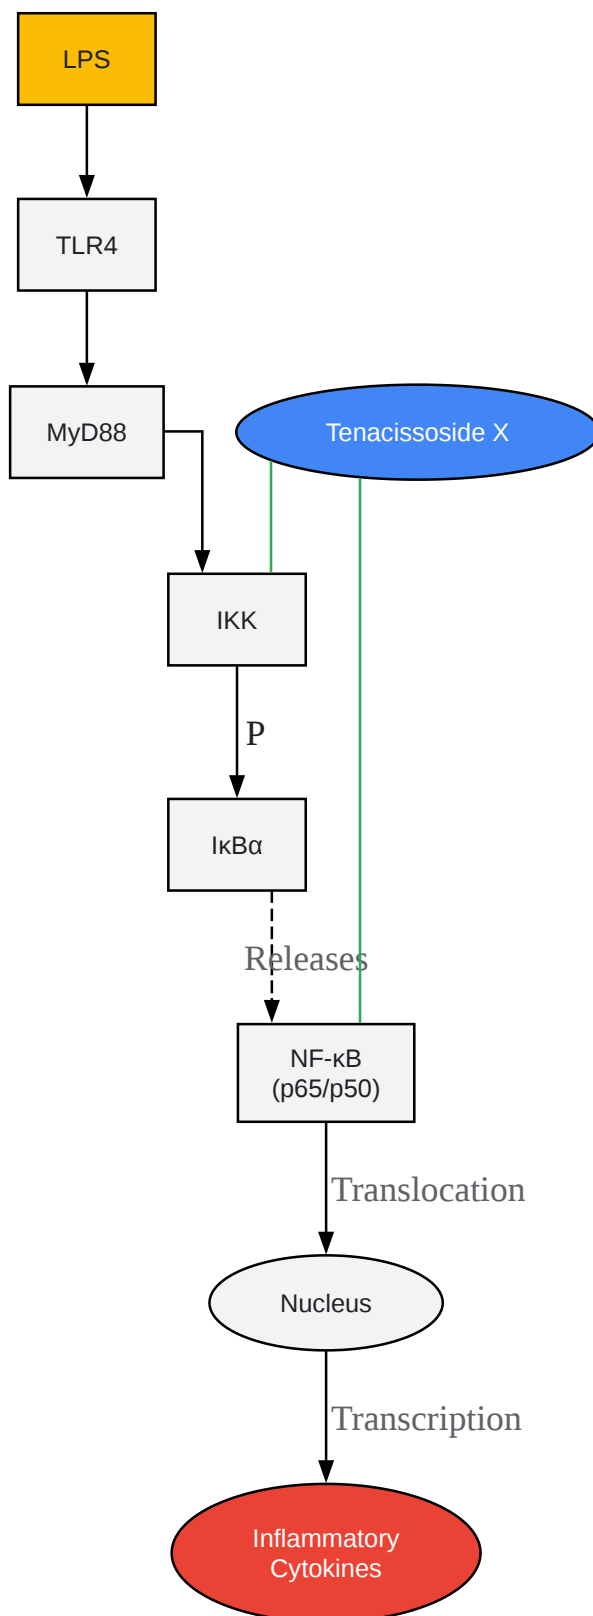 LPS
TLR4
MyD88
Tenacissoside X
IKK
P
IκBα
Releases
NF-κB
(p65/p50)
Translocation
Nucleus
Transcription
Inflammatory
Cytokines